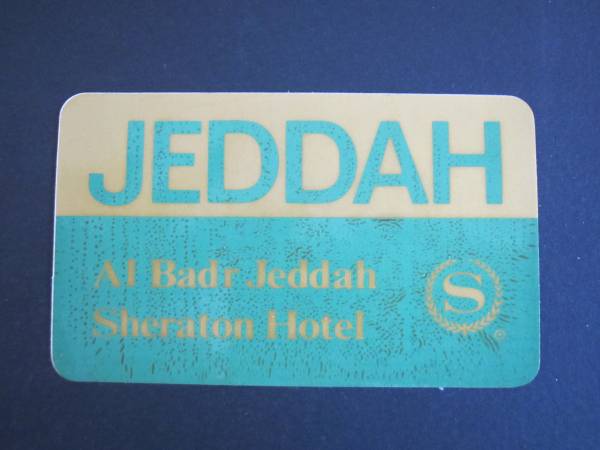 JEDDAH
Al Badr Jeddah
Sheraton Hotel
S
©